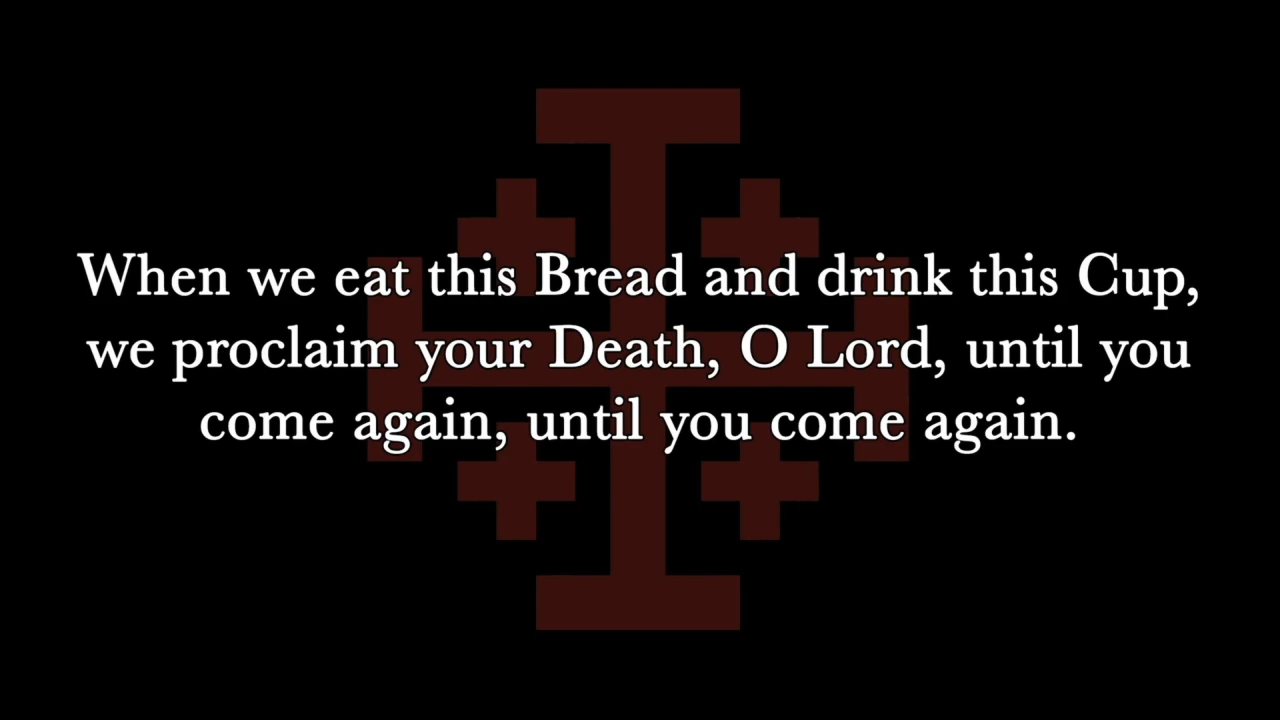 When we eat this Bread and drink this Cup,
we proclaim your Death, O Lord, until you
come again, until you come again.